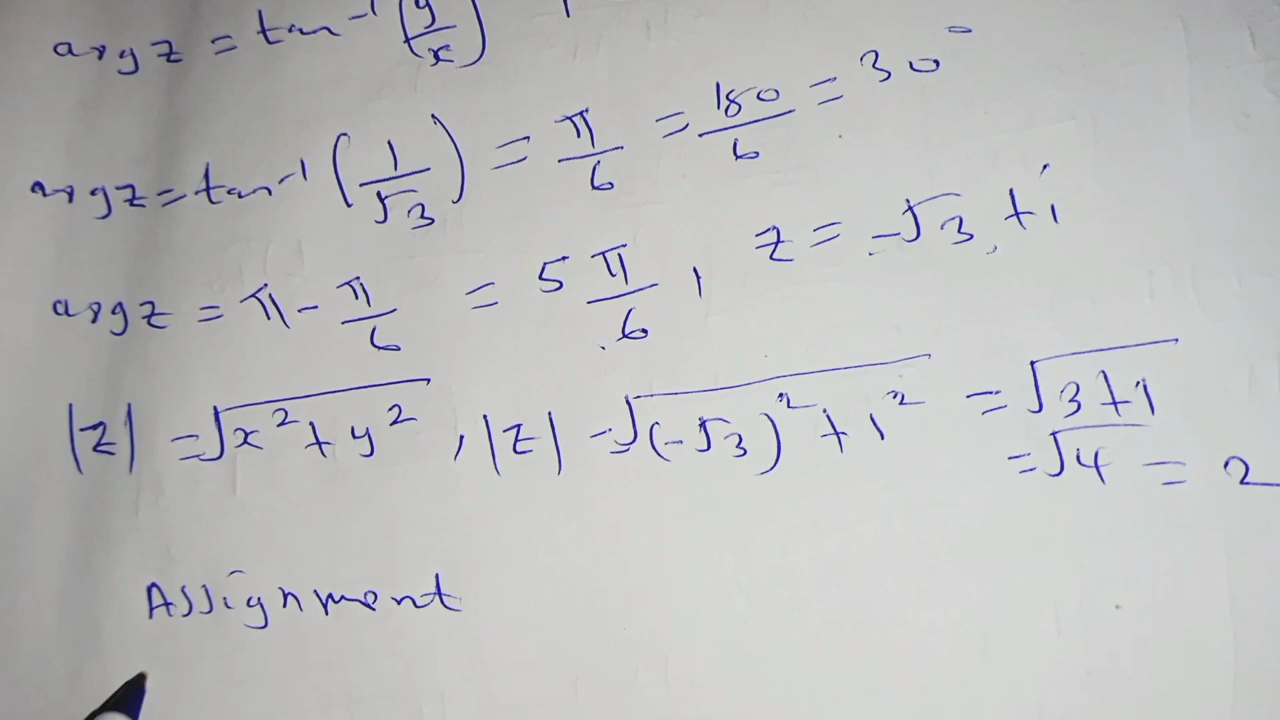 arg z = tan⁻¹(y/x)
arg z = tan⁻¹(1/√3) = π/6 = 180/6 = 30°
arg z = π - π/6 = 5π/6, z = -√3 + i
|z| = √(x² + y²), |z| = √((-√3)² + 1²) = √(3+1)
= √4 = 2
Assignment